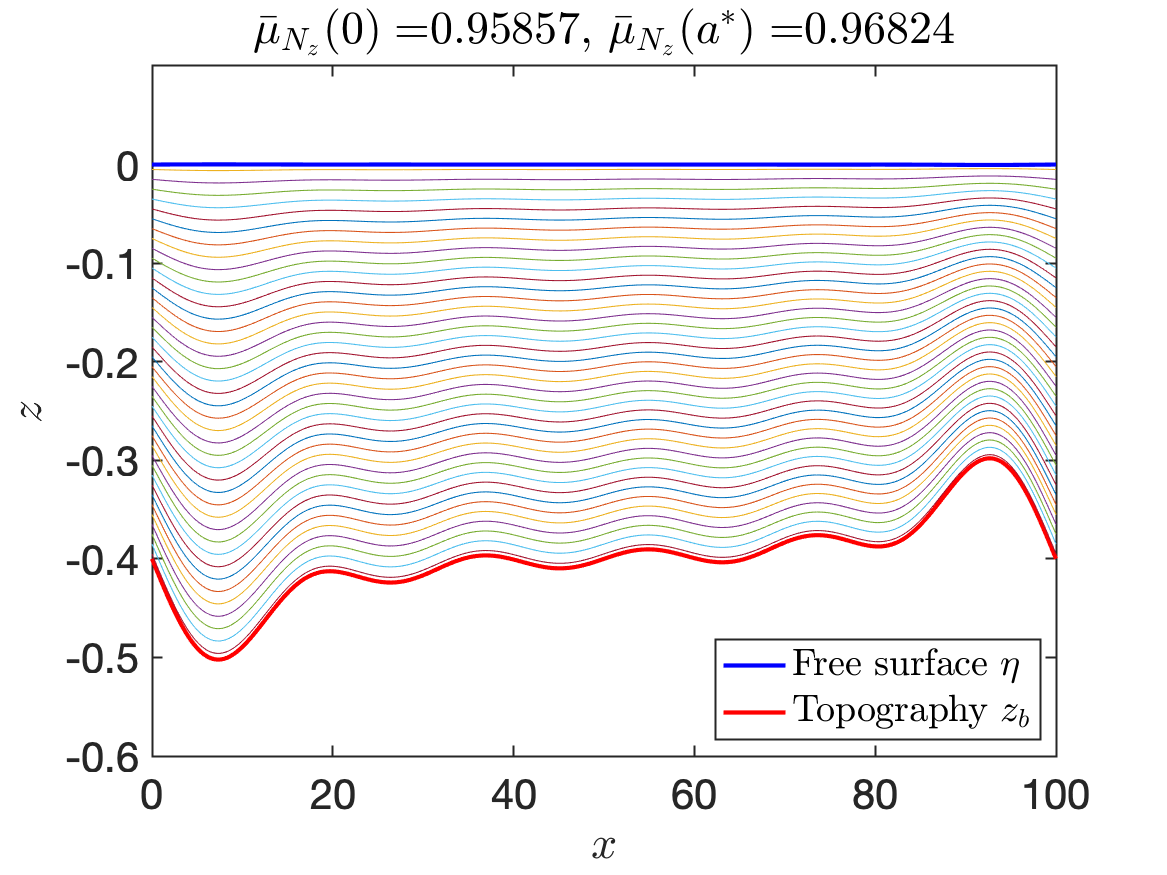 μ̄_{N_z}(0) =0.95857, μ̄_{N_z}(a*) =0.96824
0
-0.1
-0.2
-0.3
-0.4
-0.5
-0.6
z
Free surface η
Topography z_b
0 20 40 60 80 100
x